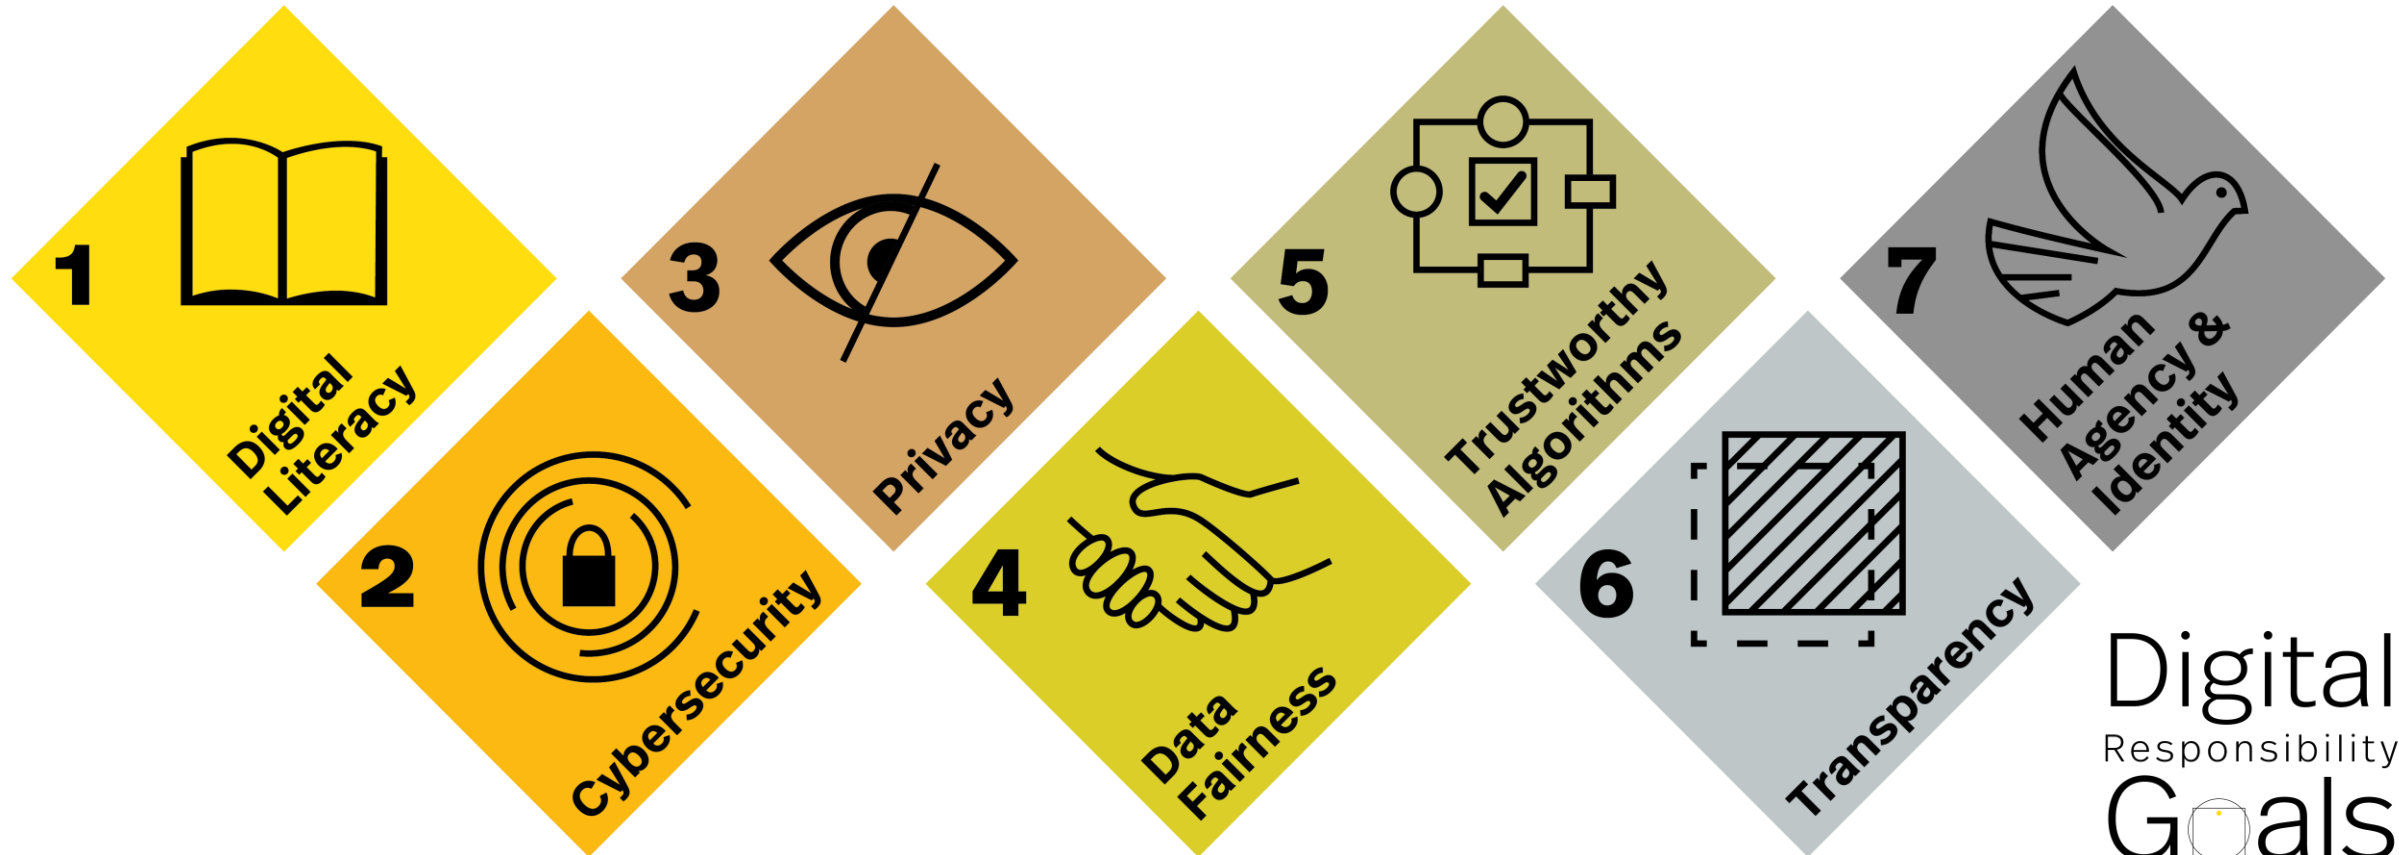 1
Digital
Literacy
2
Cybersecurity
3
Privacy
4
Data
Fairness
5
Trustworthy
Algorithms
6
Transparency
7
Human
Agency &
Identity
Digital
Responsibility
Goals